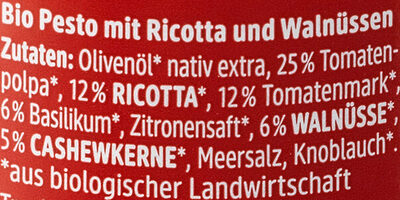 Bio Pesto mit Ricotta und Walnüssen
Zutaten: Olivenöl* nativ extra, 25% Tomaten-
polpa*, 12% RICOTTA*, 12% Tomatenmark*,
6% Basilikum*, Zitronensaft*, 6% WALNÜSSE*,
5% CASHEWKERNE*, Meersalz, Knoblauch*.
*aus biologischer Landwirtschaft